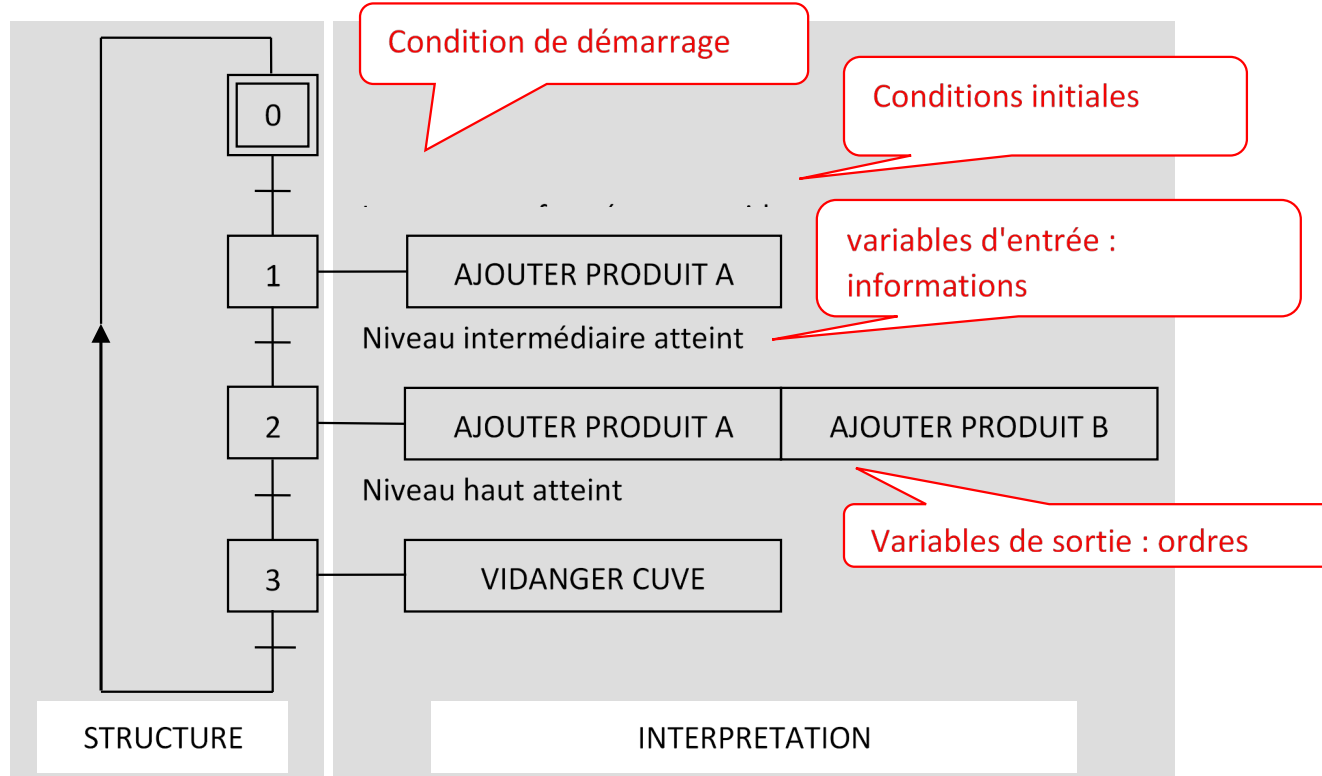 Condition de démarrage
0
Conditions initiales
variables d'entrée :
informations
1
AJOUTER PRODUIT A
Niveau intermédiaire atteint
2
AJOUTER PRODUIT A
AJOUTER PRODUIT B
Niveau haut atteint
Variables de sortie : ordres
3
VIDANGER CUVE
STRUCTURE
INTERPRETATION